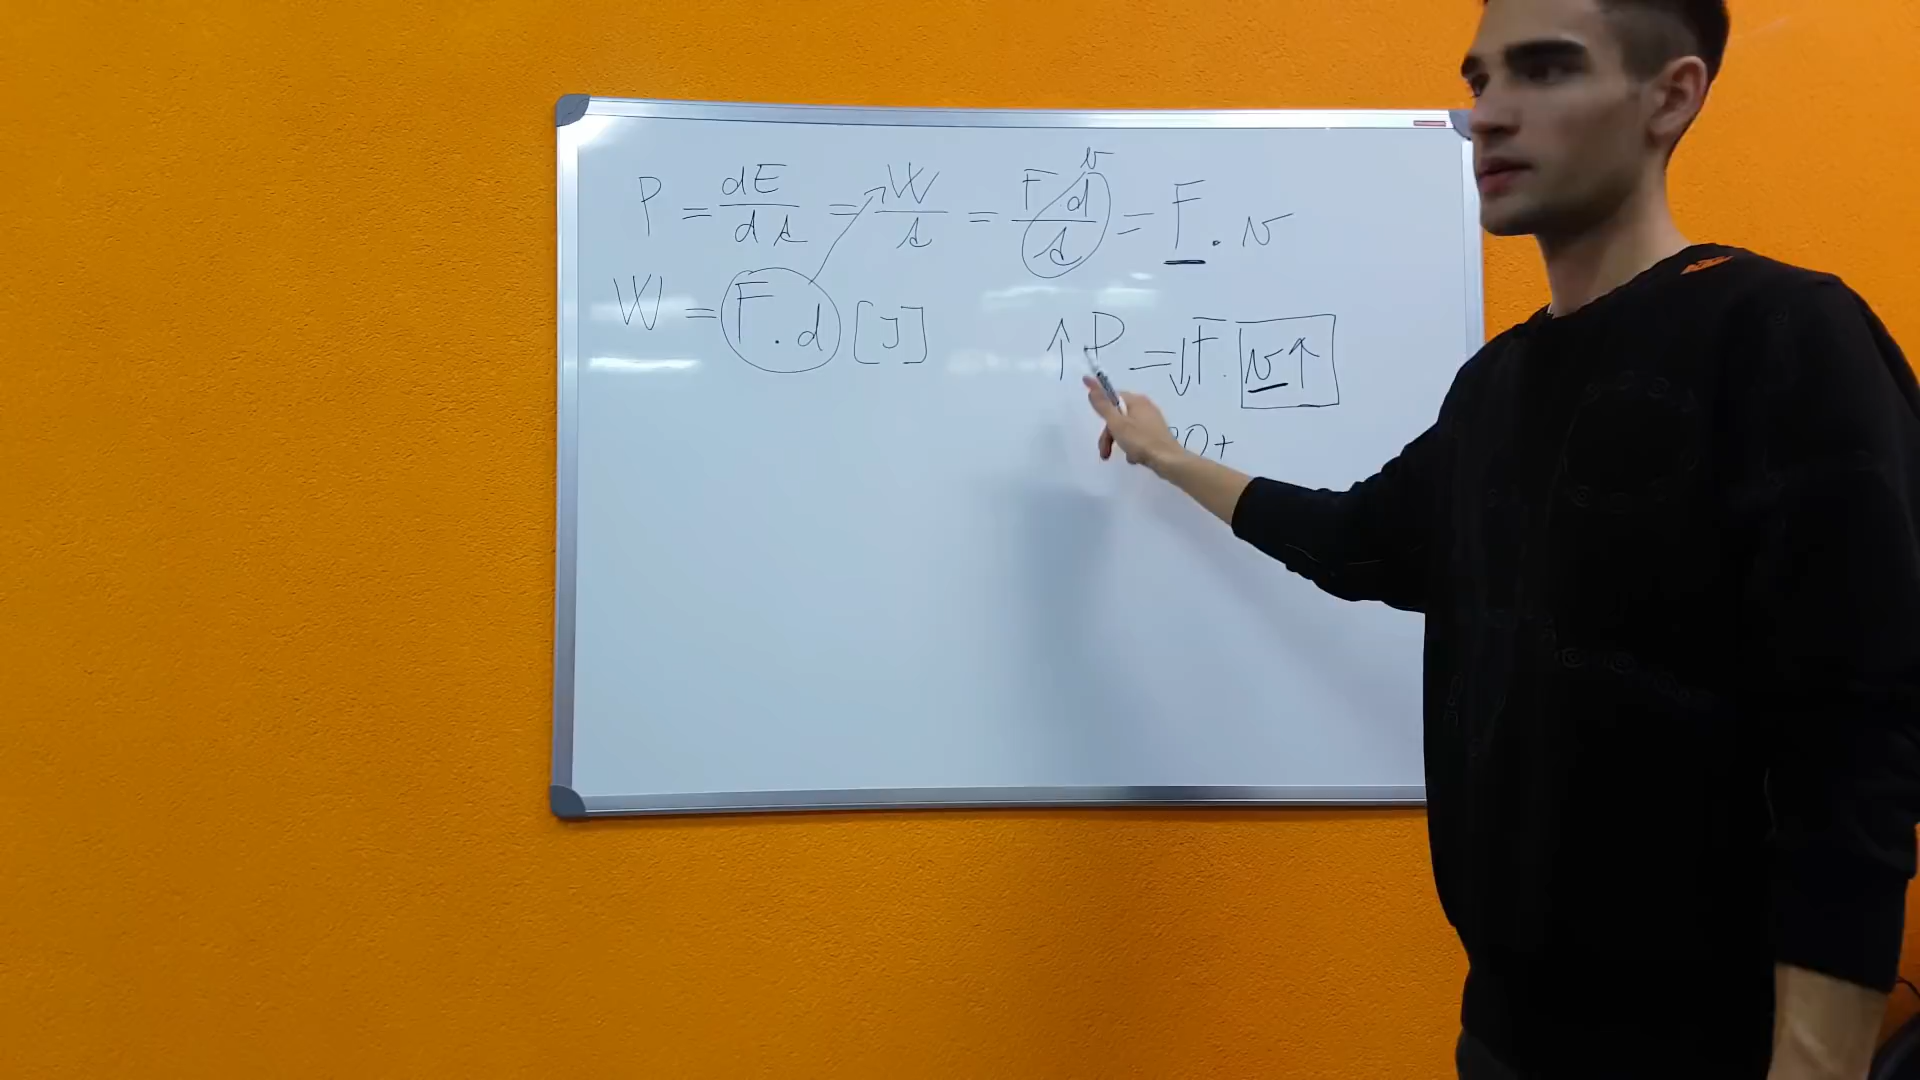 P = dE/dt = W/t = F.d/t = F . v
v
W = F . d [J]
↑ P = ↓F . v↑